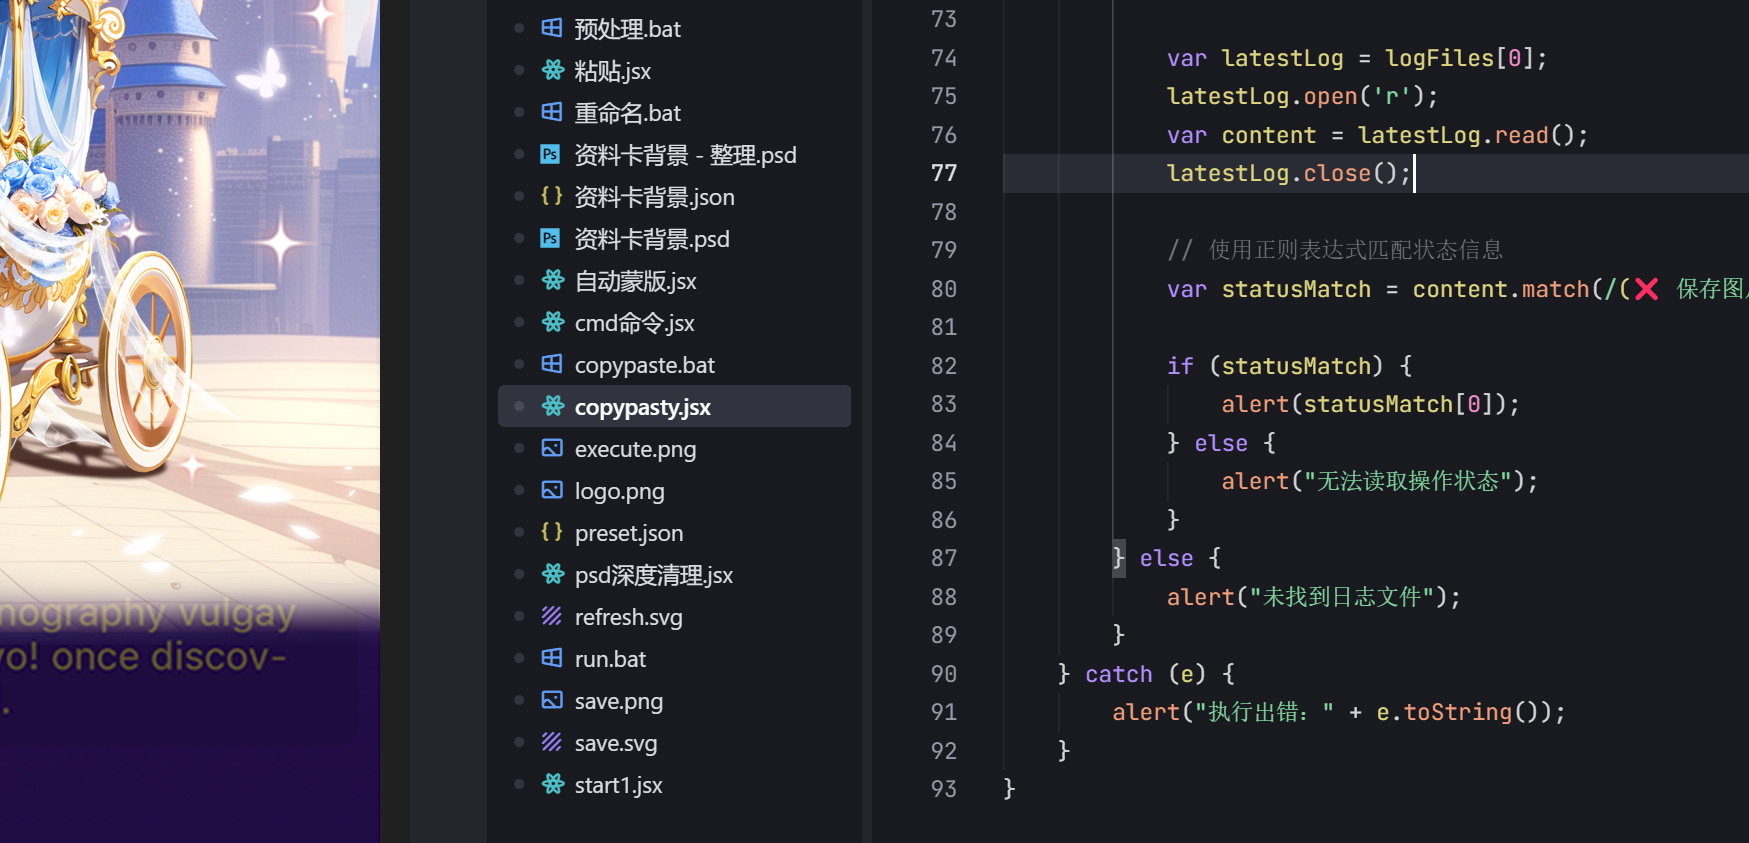 nography vulgay
yo! once discov-
.
预处理.bat
粘贴.jsx
重命名.bat
Ps 资料卡背景 - 整理.psd
{} 资料卡背景.json
Ps 资料卡背景.psd
自动蒙版.jsx
cmd命令.jsx
copypaste.bat
copypasty.jsx
execute.png
logo.png
{} preset.json
psd深度清理.jsx
refresh.svg
run.bat
save.png
save.svg
start1.jsx
73
74 var latestLog = logFiles[0];
75 latestLog.open('r');
76 var content = latestLog.read();
77 latestLog.close();
78
79 // 使用正则表达式匹配状态信息
80 var statusMatch = content.match(/(❌ 保存图
81
82 if (statusMatch) {
83 alert(statusMatch[0]);
84 } else {
85 alert("无法读取操作状态");
86 }
87 } else {
88 alert("未找到日志文件");
89 }
90 } catch (e) {
91 alert("执行出错: " + e.toString());
92 }
93 }